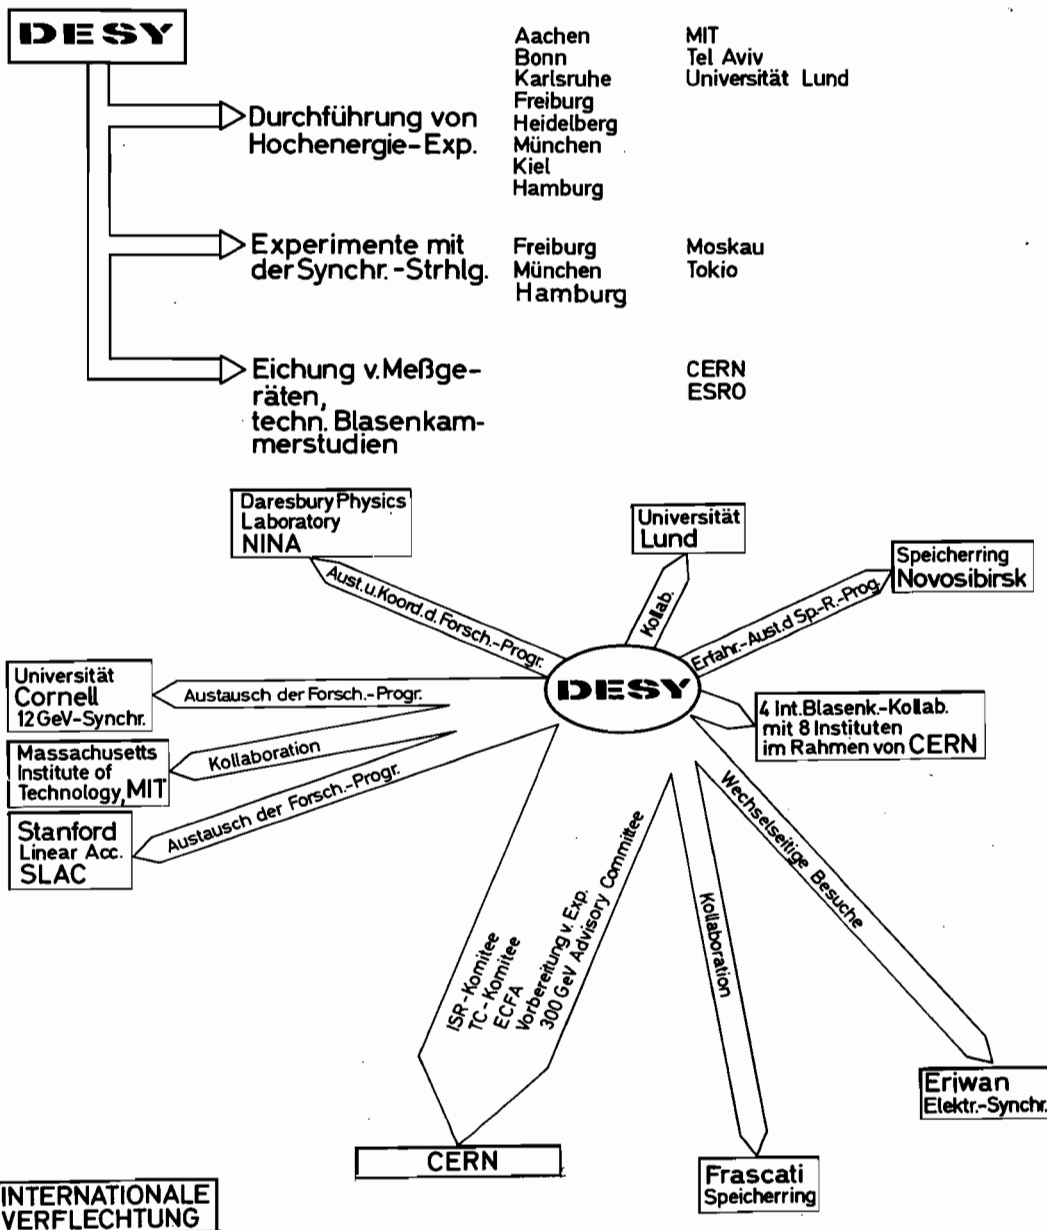 DESY
Durchführung von
Hochenergie-Exp.
Aachen
Bonn
Karlsruhe
Freiburg
Heidelberg
München
Kiel
Hamburg
MIT
Tel Aviv
Universität Lund
Experimente mit
der Synchr.-Strhlg.
Freiburg
München
Hamburg
Moskau
Tokio
Eichung v. Meßge-
räten,
techn. Blasenkam-
merstudien
CERN
ESRO
Daresbury Physics
Laboratory
NINA
Aust. u. Koord. d. Forsch.-Progr.
Universität
Lund
Kollab.
Speicherring
Novosibirsk
Erfahr.-Aust. d Sp.-R.-Prog.
Universität
Cornell
12 GeV-Synchr.
Austausch der Forsch.-Progr.
DESY
4 Int. Blasenk.-Kollab.
mit 8 Instituten
im Rahmen von CERN
Massachusetts
Institute of
Technology, MIT
Kollaboration
Stanford
Linear Acc.
SLAC
Austausch der Forsch.-Progr.
ISR-Komitee
TC-Komitee
ECFA
Vorbereitung v. Exp.
300 GeV Advisory Committee
CERN
Kollaboration
Frascati
Speicherring
Wechselseitige Besuche
Eriwan
Elektr.-Synchr.
INTERNATIONALE
VERFLECHTUNG